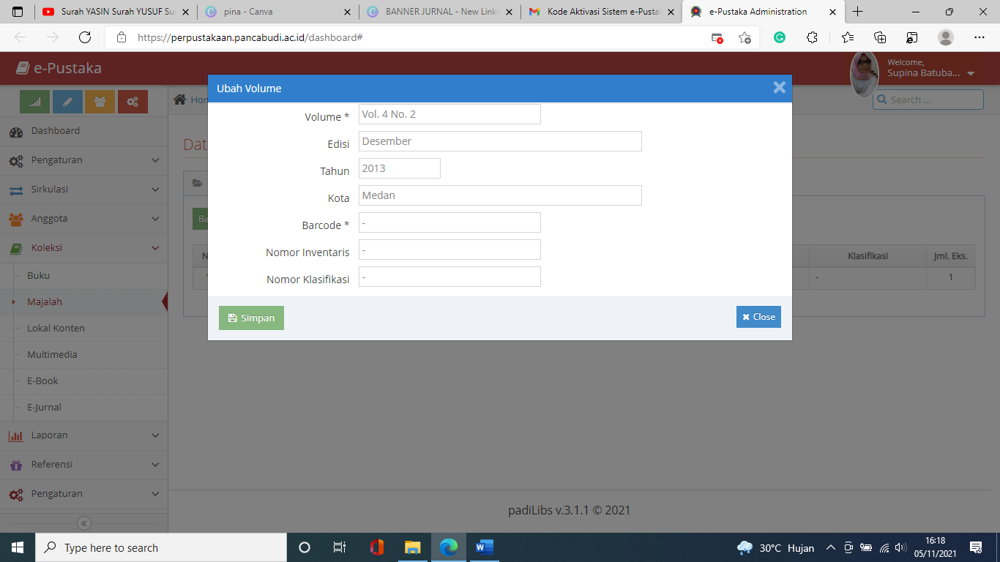 Surah YASIN Surah YUSUF Su
pina - Canva
BANNER JURNAL - New Linke
Kode Aktivasi Sistem e-Pustak
e-Pustaka Administration
https://perpustakaan.pancabudi.ac.id/dashboard#
e-Pustaka
Welcome,
Supina Batuba...
Ubah Volume
Hom
Search ...
Volume *
Vol. 4 No. 2
Edisi
Desember
Tahun
2013
Kota
Medan
Barcode *
-
Nomor Inventaris
-
Nomor Klasifikasi
-
Simpan
Close
Dashboard
Pengaturan
Sirkulasi
Anggota
Koleksi
Buku
Majalah
Lokal Konten
Multimedia
E-Book
E-Jurnal
Laporan
Referensi
Pengaturan
Dat
Ba
N
Klasifikasi
Jml. Eks.
-
1
padiLibs v.3.1.1 © 2021
Type here to search
30°C Hujan
16:18
05/11/2021